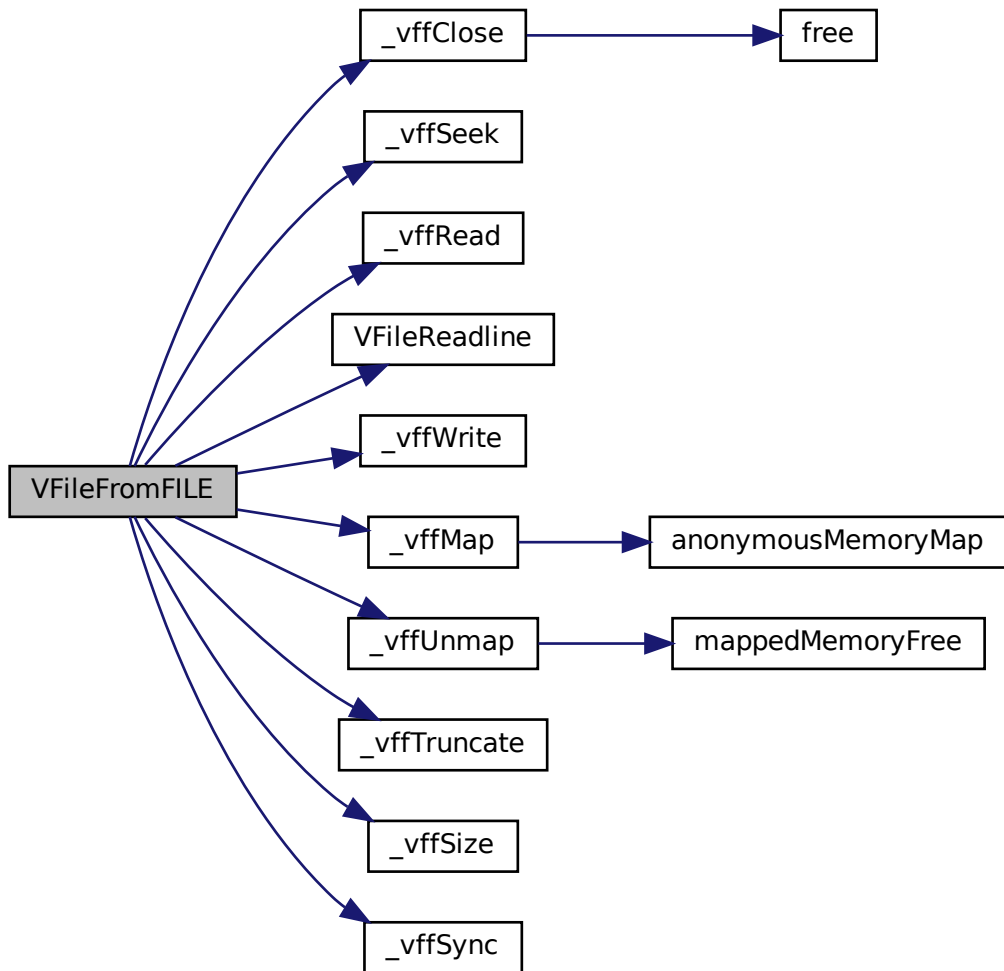 _vffClose
free
_vffSeek
_vffRead
VFileReadline
_vffWrite
VFileFromFILE
_vffMap
anonymousMemoryMap
_vffUnmap
mappedMemoryFree
_vffTruncate
_vffSize
_vffSync